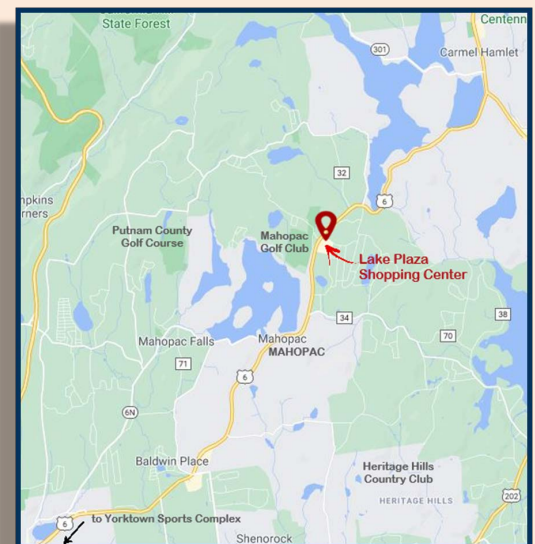 State Forest
Centenn
301
Carmel Hamlet
32
6
mpkins
rners
Putnam County
Golf Course
Mahopac
Golf Club
Lake Plaza
Shopping Center
38
34
70
Mahopac Falls
Mahopac
MAHOPAC
71
6
6N
Baldwin Place
Heritage Hills
Country Club
HERITAGE HILLS
202
to Yorktown Sports Complex
6
Shenorock